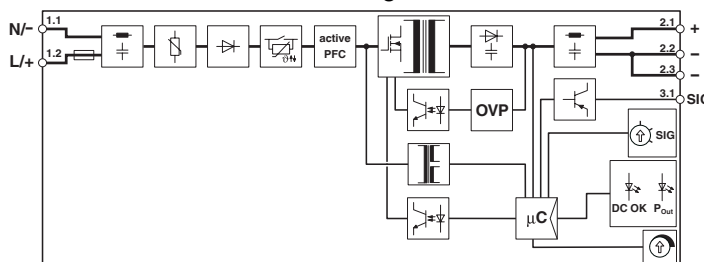 N/− 1.1
L/+ 1.2
active
PFC
2.1 +
2.2 −
2.3 −
3.1 SIG
OVP
SIG
µC
DC OK P Out